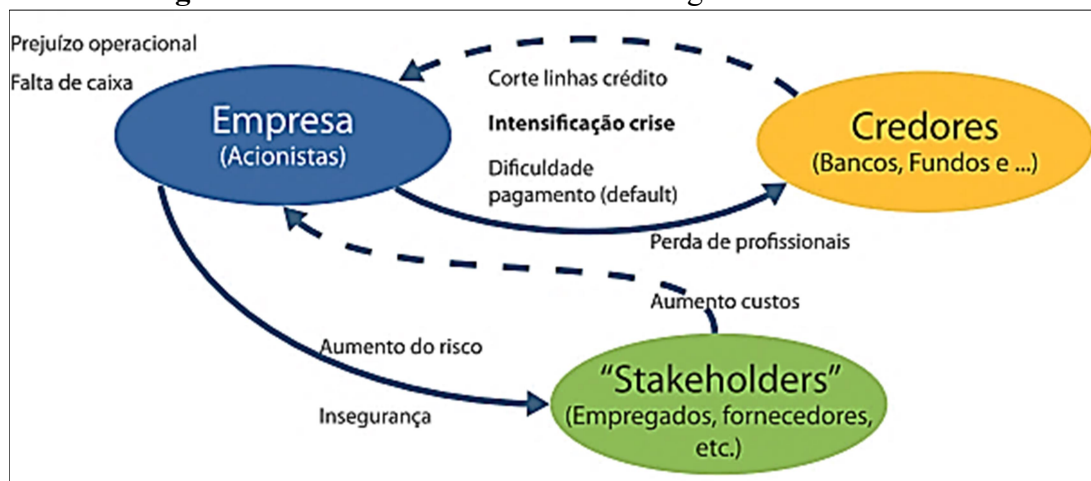 Prejuízo operacional
Falta de caixa
Empresa
(Acionistas)
Corte linhas crédito
Intensificação crise
Dificuldade
pagamento (default)
Credores
(Bancos, Fundos e ...)
Perda de profissionais
Aumento custos
Aumento do risco
Insegurança
“Stakeholders”
(Empregados, fornecedores,
etc.)